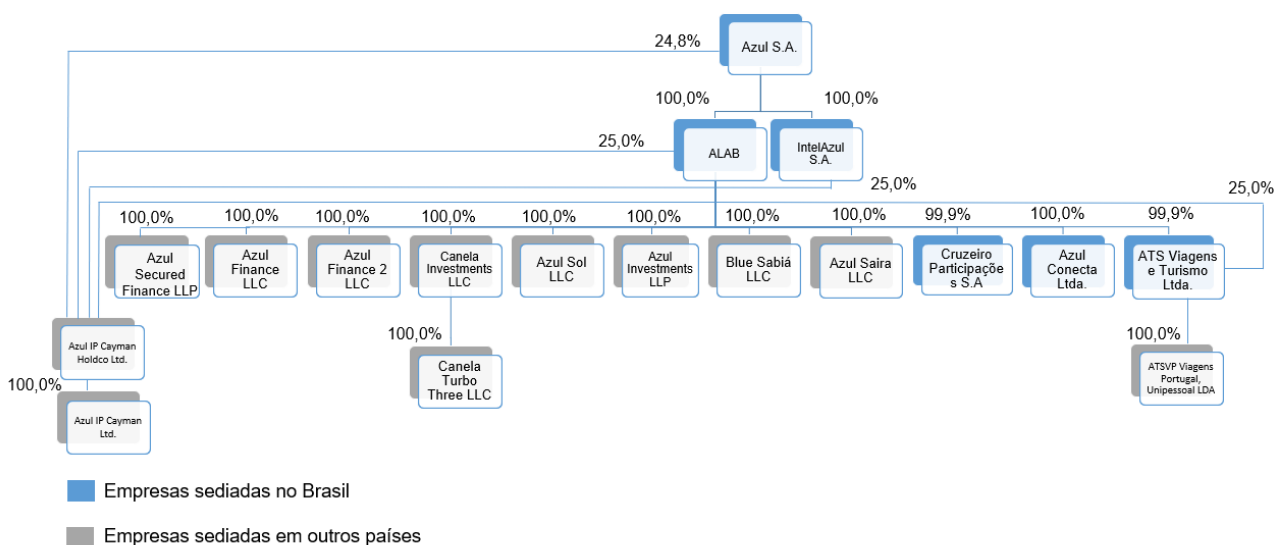 24,8%
Azul S.A.
100,0%
100,0%
25,0%
ALAB
IntelAzul
S.A.
25,0%
25,0%
100,0%
100,0%
100,0%
100,0%
100,0%
100,0%
100,0%
100,0%
99,9%
100,0%
99,9%
Azul
Secured
Finance LLP
Azul
Finance
LLC
Azul
Finance 2
LLC
Canela
Investments
LLC
Azul Sol
LLC
Azul
Investments
LLP
Blue Sabiá
LLC
Azul Saira
LLC
Cruzeiro
Participaçõe
s S.A
Azul
Conecta
Ltda.
ATS Viagens
e Turismo
Ltda.
Azul IP Cayman
Holdco Ltd.
100,0%
Azul IP Cayman
Ltd.
100,0%
Canela
Turbo
Three LLC
100,0%
ATSVP Viagens
Portugal,
Unipessoal LDA
Empresas sediadas no Brasil
Empresas sediadas em outros países